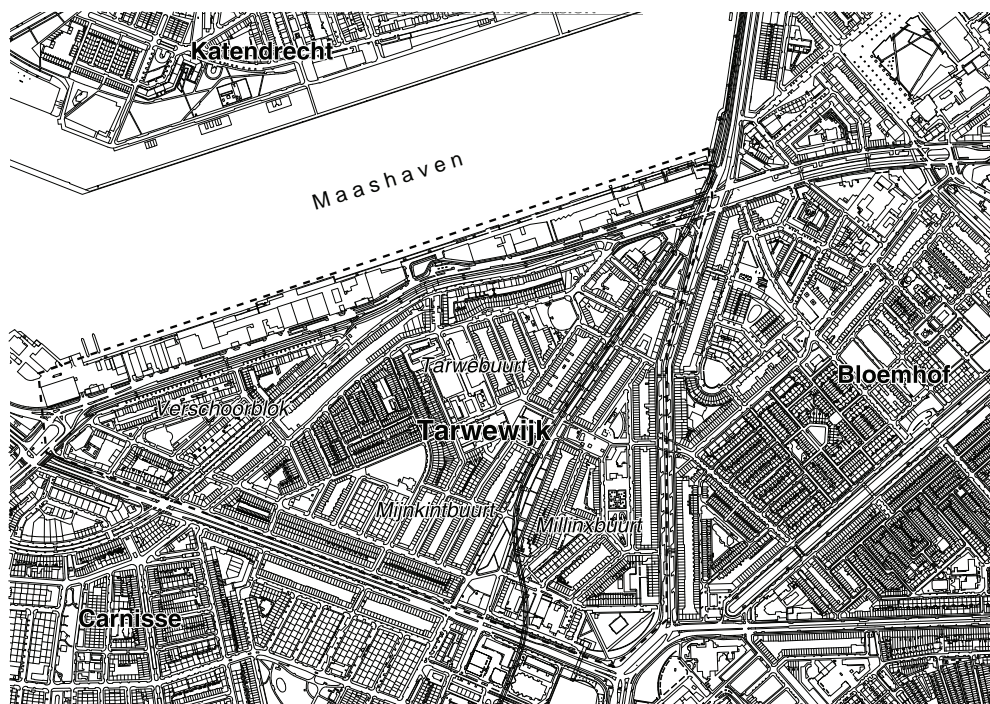 Katendrecht
Maashaven
Tarwebuurt
Bloemhof
Verschoorblok
Tarwewijk
Mijnkintbuurt
Millinxbuurt
Carnisse